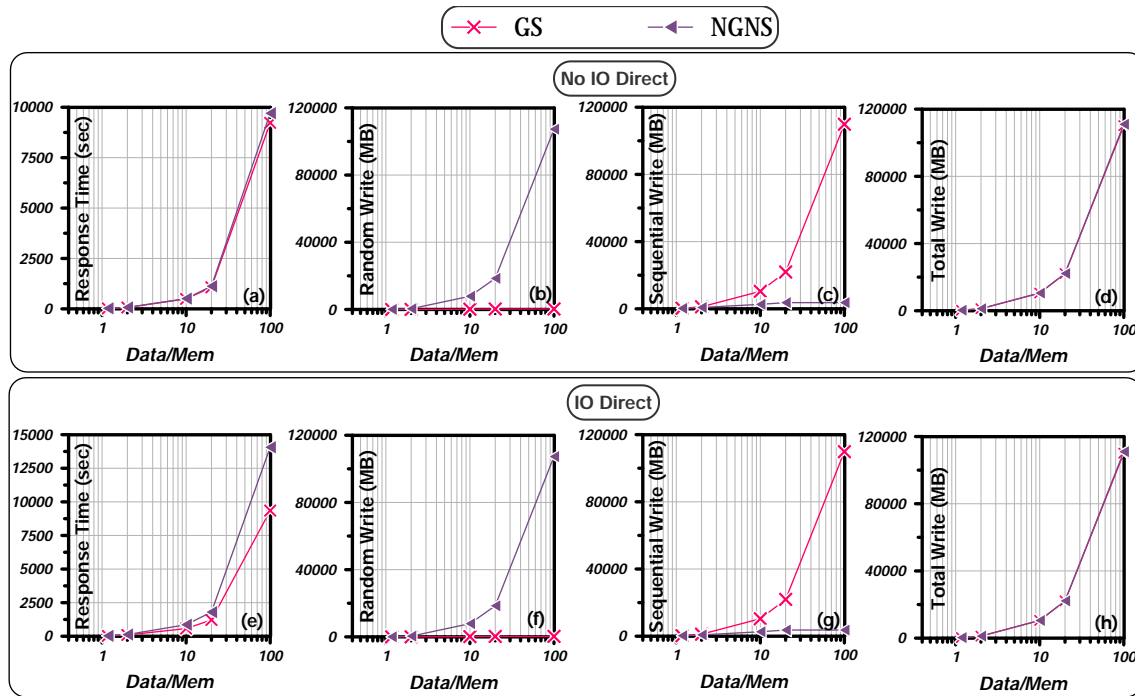 GS NGNS
No IO Direct
10000
7500
5000
2500
0
Response Time (sec)
(a)
1 10 100
Data/Mem
120000
80000
40000
0
Random Write (MB)
(b)
1 10 100
Data/Mem
120000
80000
40000
0
Sequential Write (MB)
(c)
1 10 100
Data/Mem
120000
80000
40000
0
Total Write (MB)
(d)
1 10 100
Data/Mem
IO Direct
15000
12500
10000
7500
5000
2500
0
Response Time (sec)
(e)
1 10 100
Data/Mem
120000
80000
40000
0
Random Write (MB)
(f)
1 10 100
Data/Mem
120000
80000
40000
0
Sequential Write (MB)
(g)
1 10 100
Data/Mem
120000
80000
40000
0
Total Write (MB)
(h)
1 10 100
Data/Mem